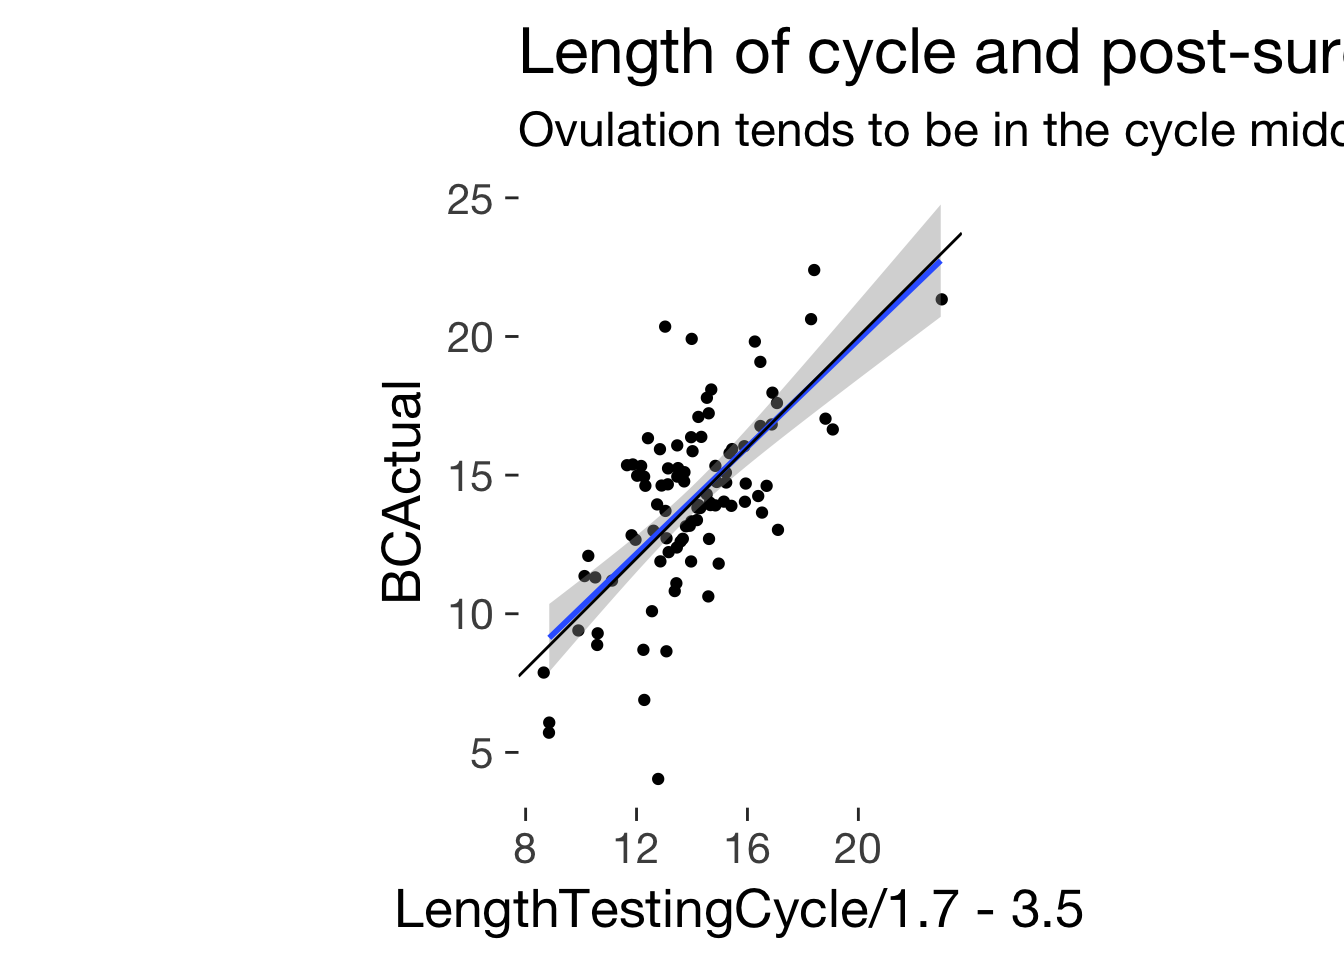 Length of cycle and post-sur
Ovulation tends to be in the cycle mid
25
20
15
10
5
BCActual
8 12 16 20
LengthTestingCycle/1.7 - 3.5